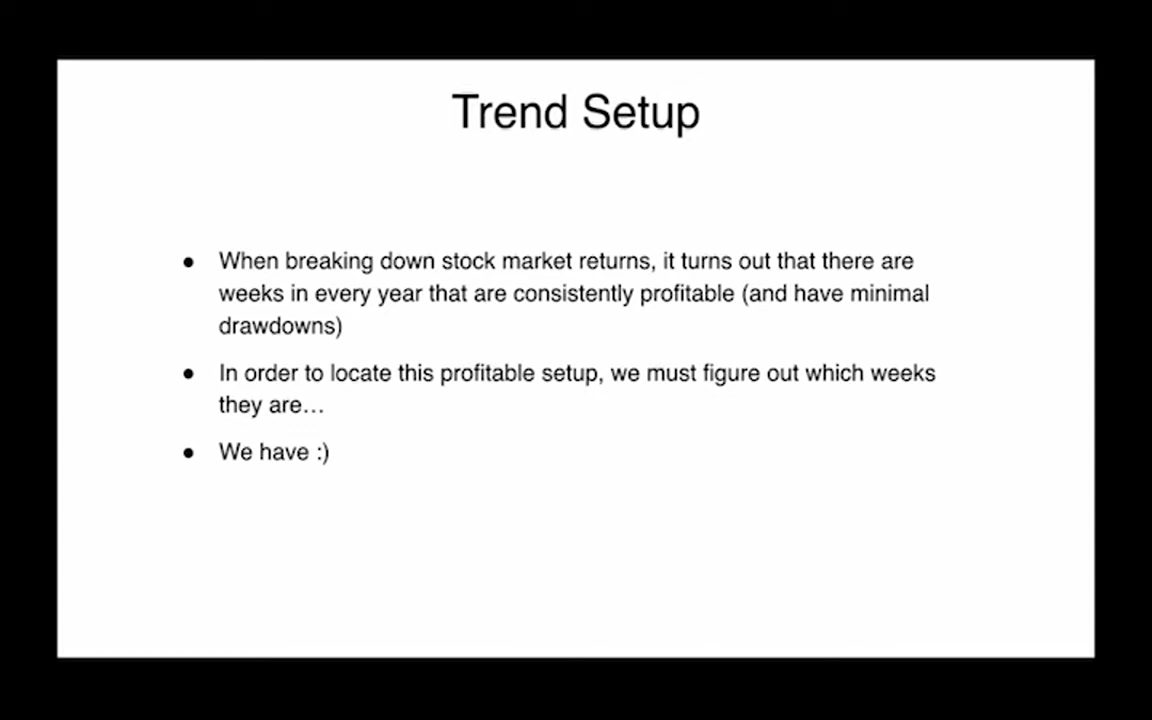 Trend Setup
● When breaking down stock market returns, it turns out that there are
weeks in every year that are consistently profitable (and have minimal
drawdowns)
● In order to locate this profitable setup, we must figure out which weeks
they are…
● We have :)